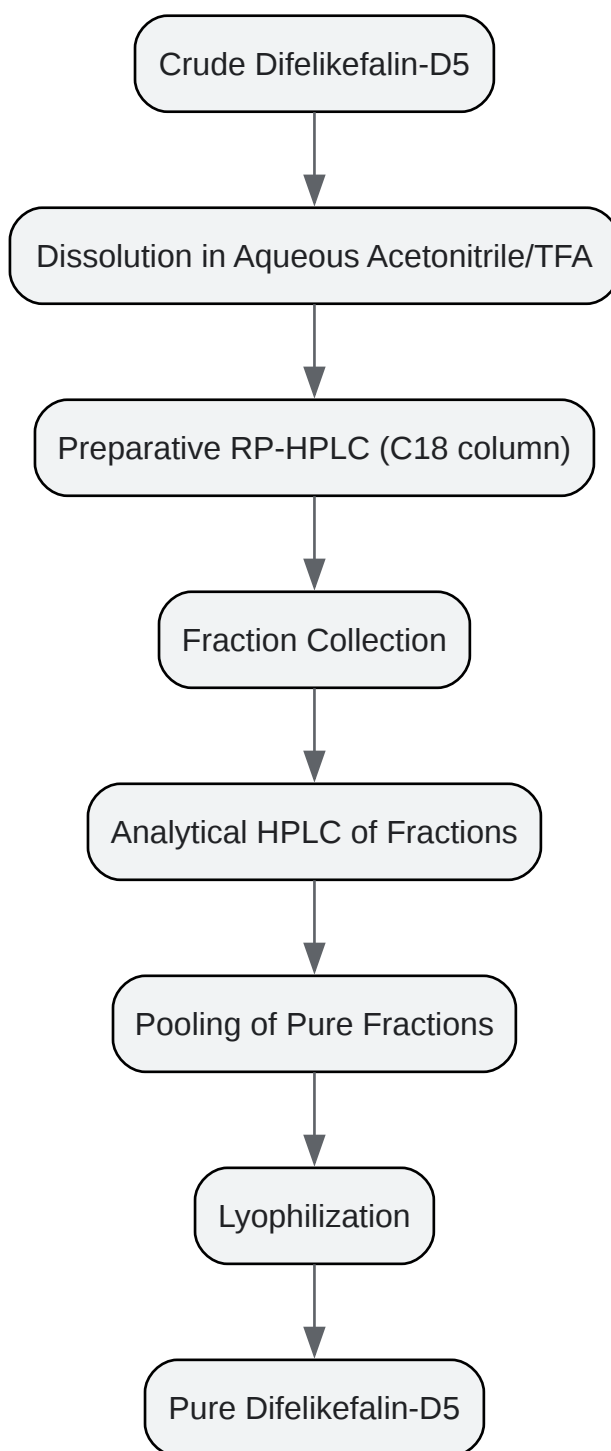 Crude Difelikefalin-D5
Dissolution in Aqueous Acetonitrile/TFA
Preparative RP-HPLC (C18 column)
Fraction Collection
Analytical HPLC of Fractions
Pooling of Pure Fractions
Lyophilization
Pure Difelikefalin-D5